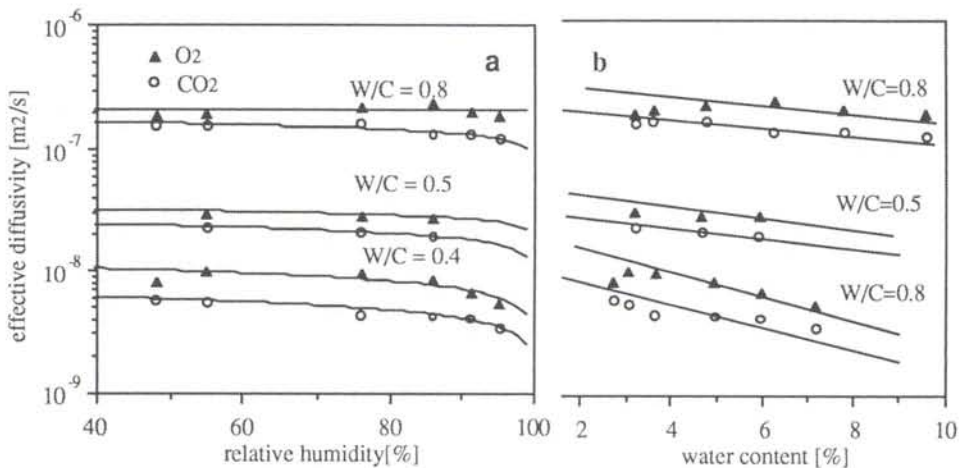 10-6
10-7
10-8
10-9
effective diffusivity [m2/s]
▲ O2
○ CO2
a
W/C = 0.8
W/C = 0.5
W/C = 0.4
40 60 80 100
relative humidity[%]
b
W/C=0.8
W/C=0.5
W/C=0.8
2 4 6 8 10
water content [%]